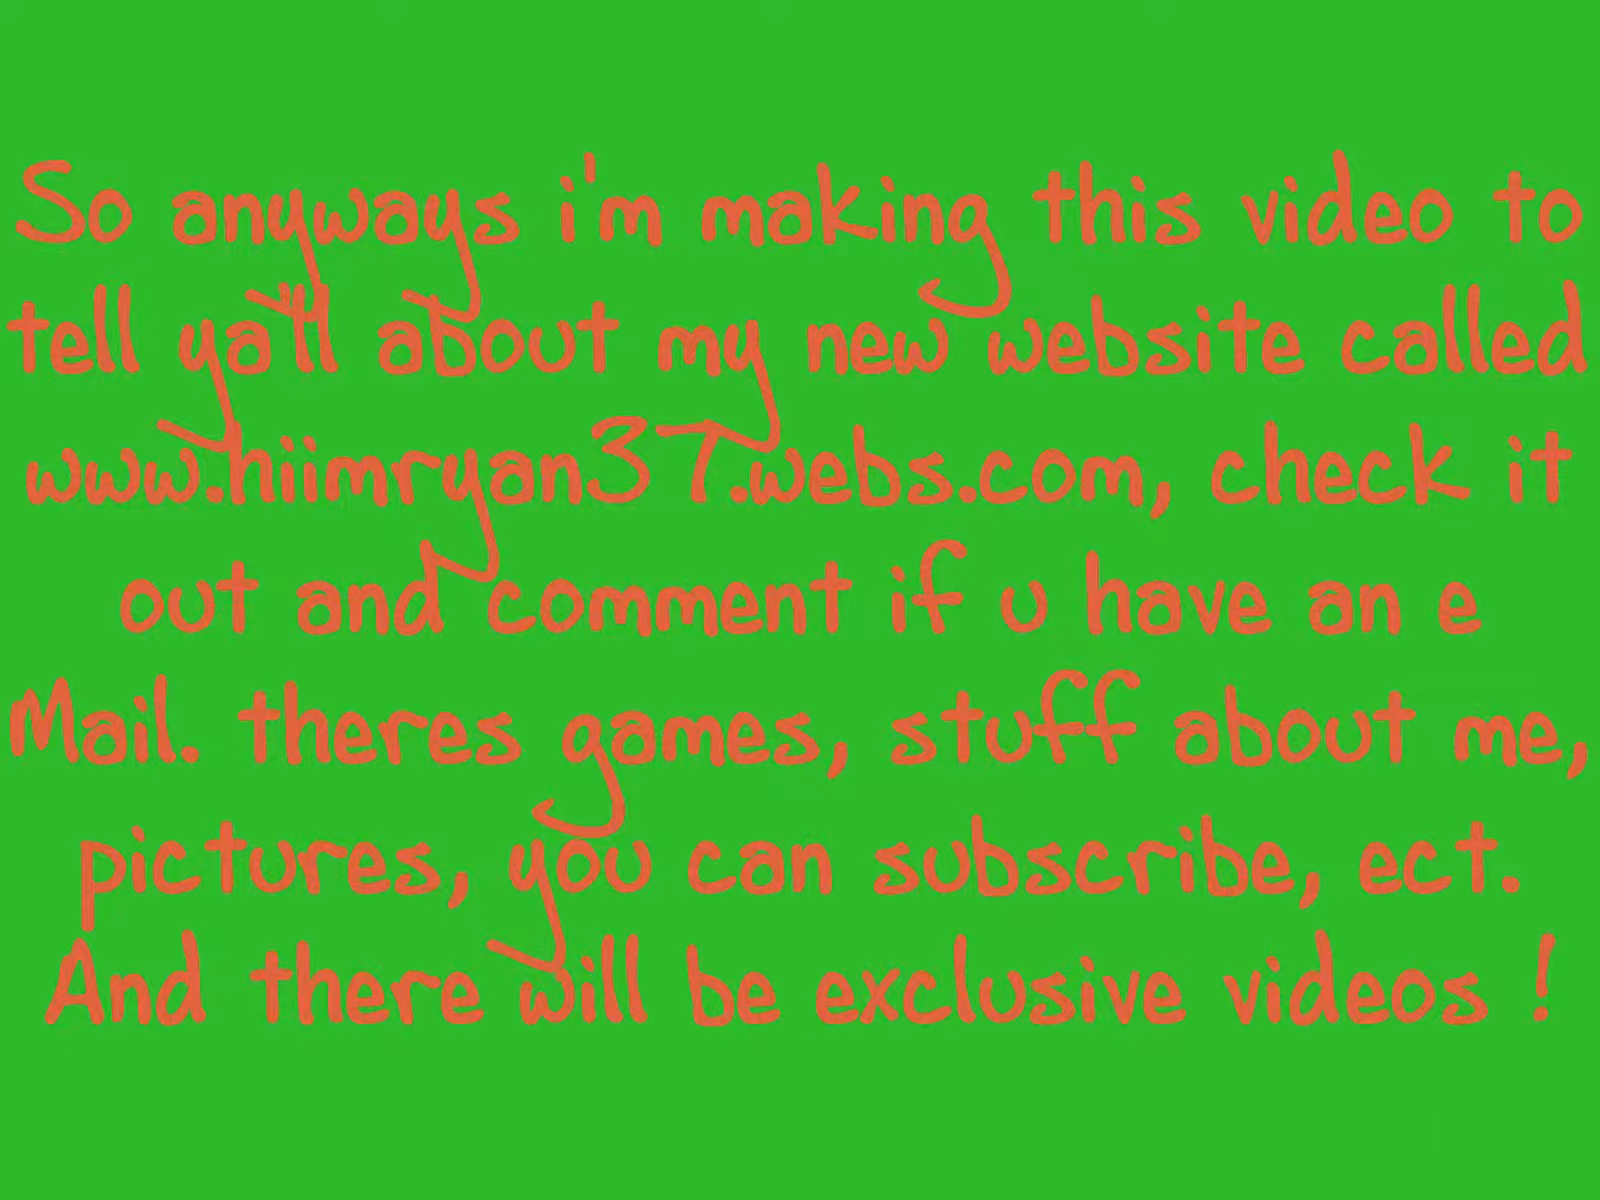 So anyways i'm making this video to
tell ya'll about my new website called
www.hiimryan37.webs.com, check it
out and comment if u have an e
Mail. theres games, stuff about me,
pictures, you can subscribe, ect.
And there will be exclusive videos !